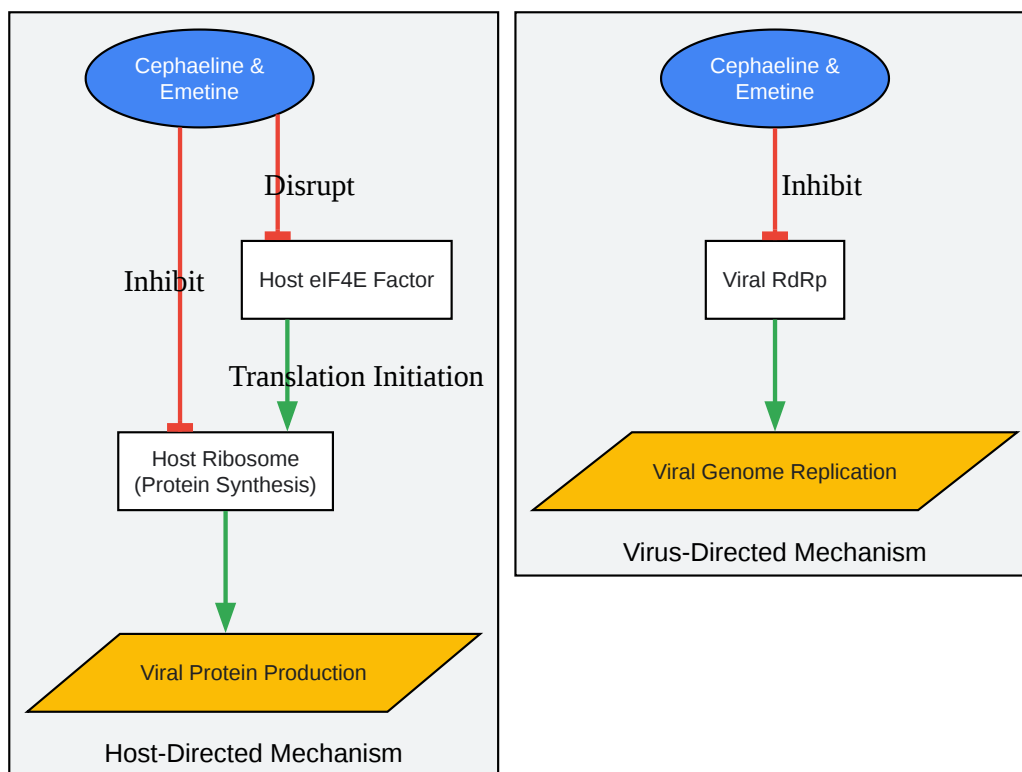 Cephaeline &
Emetine
Disrupt
Inhibit
Host eIF4E Factor
Translation Initiation
Host Ribosome
(Protein Synthesis)
Viral Protein Production
Host-Directed Mechanism
Cephaeline &
Emetine
Inhibit
Viral RdRp
Viral Genome Replication
Virus-Directed Mechanism